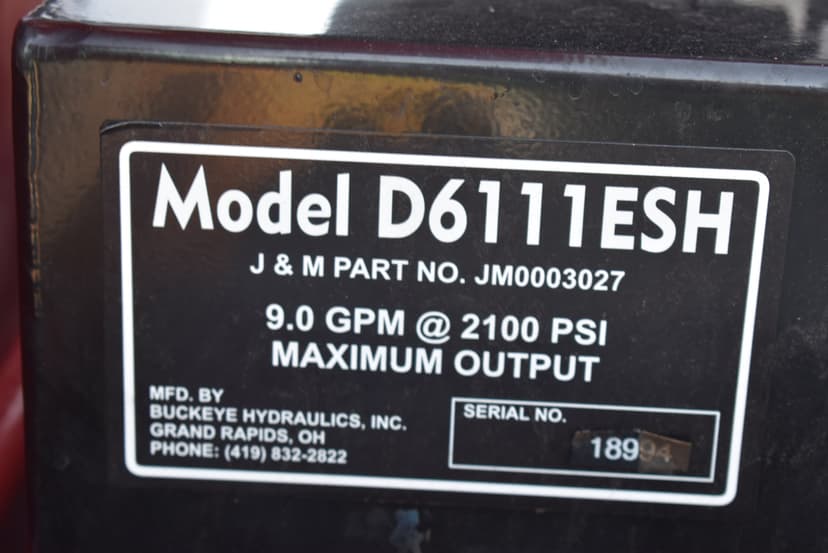 Model D6111ESH
J & M PART NO. JM0003027
9.0 GPM @ 2100 PSI
MAXIMUM OUTPUT
MFD. BY
BUCKEYE HYDRAULICS, INC.
GRAND RAPIDS, OH
PHONE: (419) 832-2822
SERIAL NO.
18994